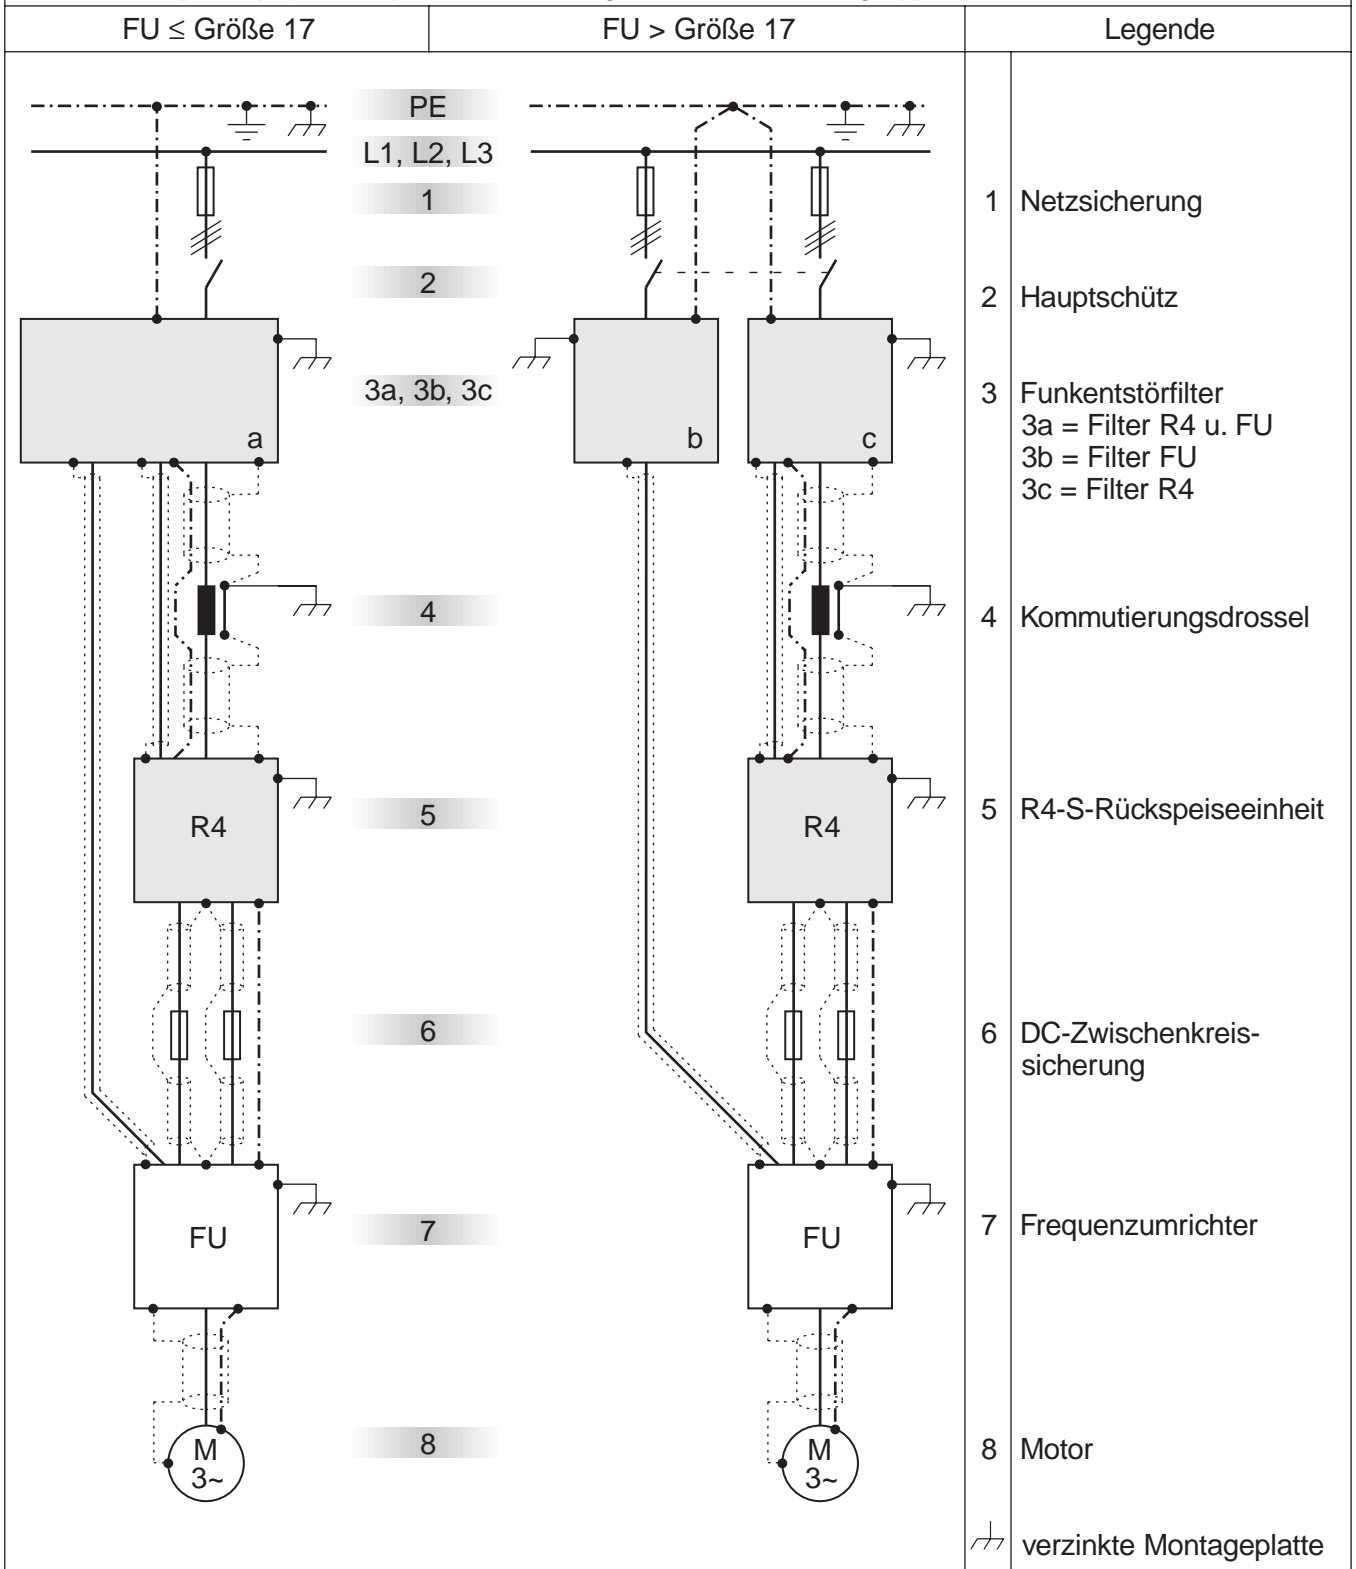 FU ≤ Größe 17
FU > Größe 17
Legende
PE
L1, L2, L3
1
1 Netzsicherung
2
2 Hauptschütz
3a, 3b, 3c
a
b
c
3 Funkentstörfilter
3a = Filter R4 u. FU
3b = Filter FU
3c = Filter R4
4
4 Kommutierungsdrossel
R4
5
R4
5 R4-S-Rückspeiseeinheit
6
6 DC-Zwischenkreis-
sicherung
FU
7
FU
7 Frequenzumrichter
M
3~
8
M
3~
8 Motor
verzinkte Montageplatte